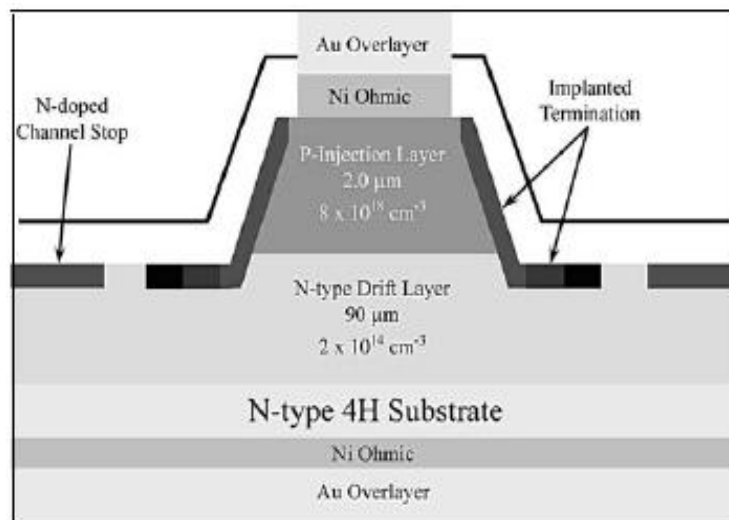 Au Overlayer
Ni Ohmic
N-doped
Channel Stop
Implanted
Termination
P-Injection Layer
2.0 μm
8 x 10¹⁸ cm⁻³
N-type Drift Layer
90 μm
2 x 10¹⁴ cm⁻³
N-type 4H Substrate
Ni Ohmic
Au Overlayer